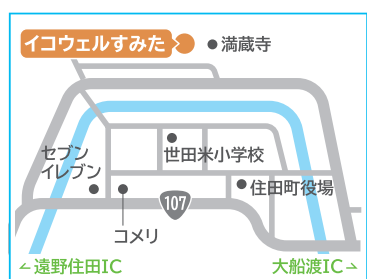 イコウェルすみた
満蔵寺
セブン
イレブン
世田米小学校
住田町役場
107
コメリ
←遠野住田IC
大船渡IC→